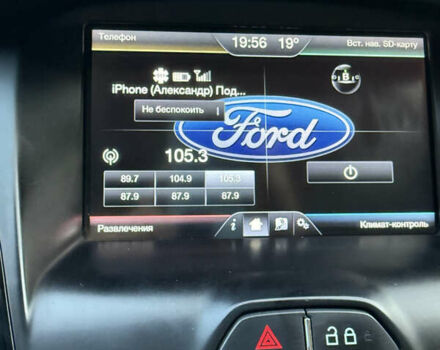 Телефон
19:56 19°
Вст. нав. SD-карту
В
iPhone (Александр) Под...
Не беспокоить
Ford
105.3
89.7 104.9 105.3
87.9 87.9 87.9
Развлечения
i
Климат-контроль